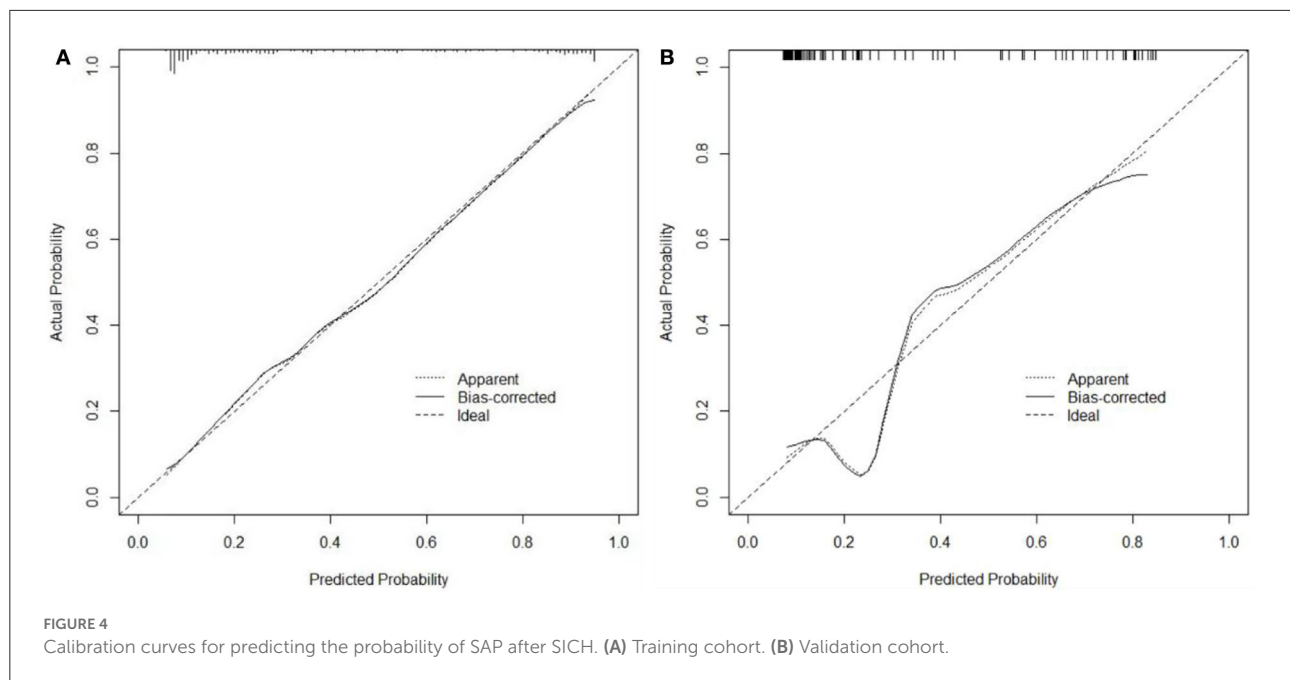 A
1.0
0.8
0.6
0.4
0.2
0.0
Actual Probability
Apparent
Bias-corrected
Ideal
0.0 0.2 0.4 0.6 0.8 1.0
Predicted Probability
B
1.0
0.8
0.6
0.4
0.2
0.0
Actual Probability
Apparent
Bias-corrected
Ideal
0.0 0.2 0.4 0.6 0.8 1.0
Predicted Probability
FIGURE 4
Calibration curves for predicting the probability of SAP after SICH. (A) Training cohort. (B) Validation cohort.